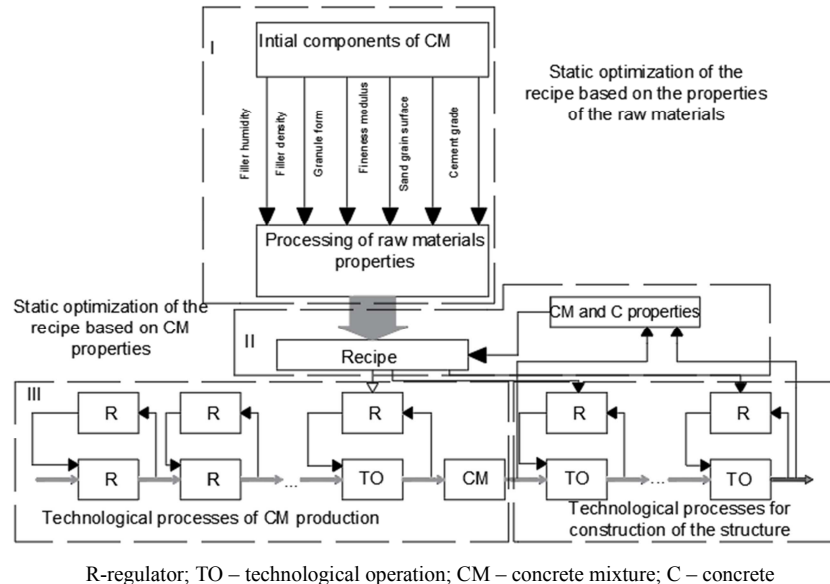 I
Intial components of CM
Filler humidity
Filler density
Granule form
Fineness modulus
Sand grain surface
Cement grade
Static optimization of the
recipe based on the properties
of the raw materials
Processing of raw materials
properties
Static optimization of the
recipe based on CM
properties
II
CM and C properties
Recipe
III
R
R
R
R
R
R
R
...
TO
CM
TO
...
TO
Technological processes of CM production
Technological processes for
construction of the structure
R-regulator; TO – technological operation; CM – concrete mixture; C – concrete